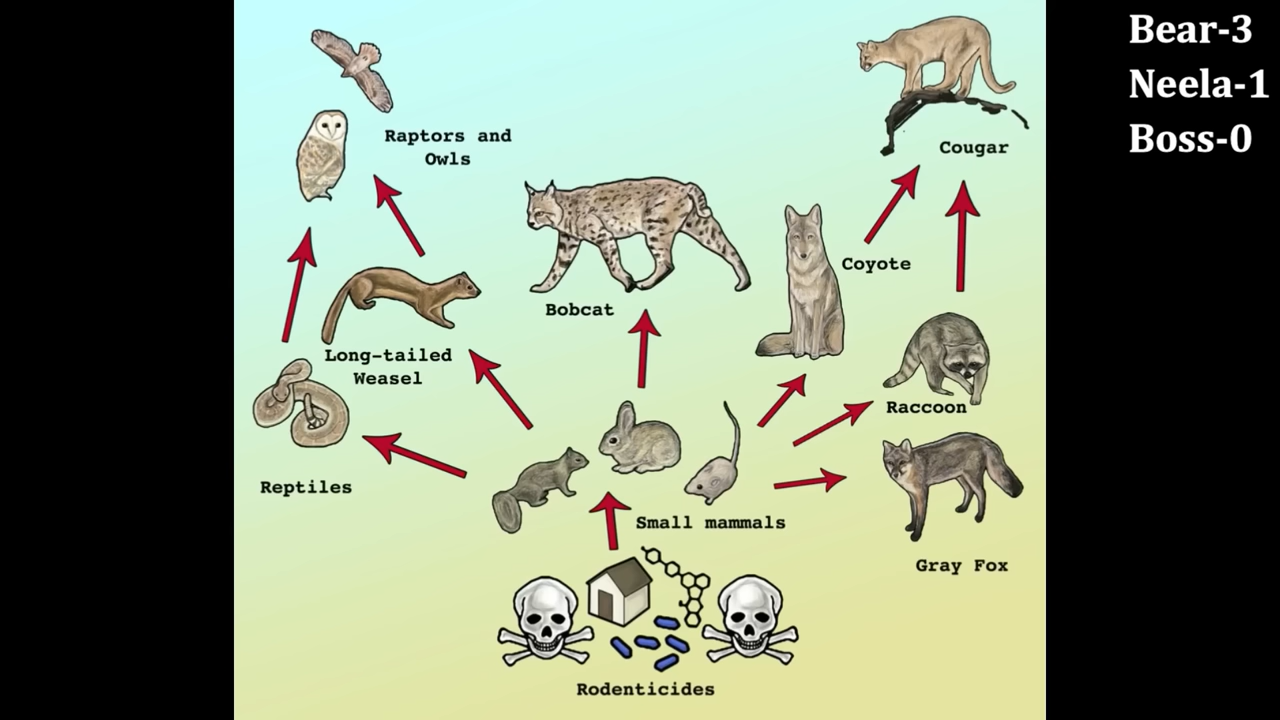 Bear-3
Neela-1
Boss-0
Raptors and
Owls
Cougar
Coyote
Bobcat
Long-tailed
Weasel
Raccoon
Reptiles
Small mammals
Gray Fox
Rodenticides